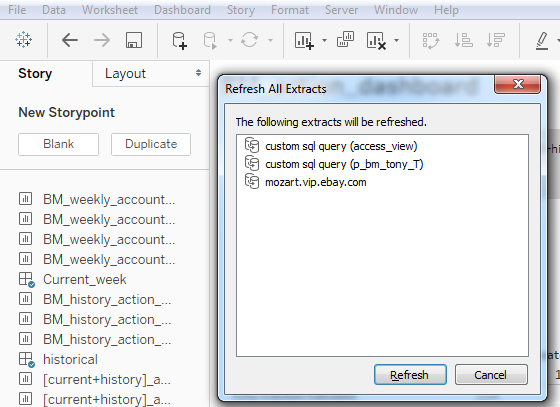 File Data Worksheet Dashboard Story Format Server Window Help
Story Layout
New Storypoint
Blank Duplicate
BM_weekly_account...
BM_weekly_account...
BM_weekly_account...
BM_weekly_account...
Current_week
BM_history_action_...
BM_history_action_...
BM_history_action_...
historical
[current+history]_a...
[current+history]_a...
_dashboard
Refresh All Extracts
The following extracts will be refreshed.
custom sql query (access_view)
custom sql query (p_bm_tony_T)
mozart.vip.ebay.com
Refresh Cancel